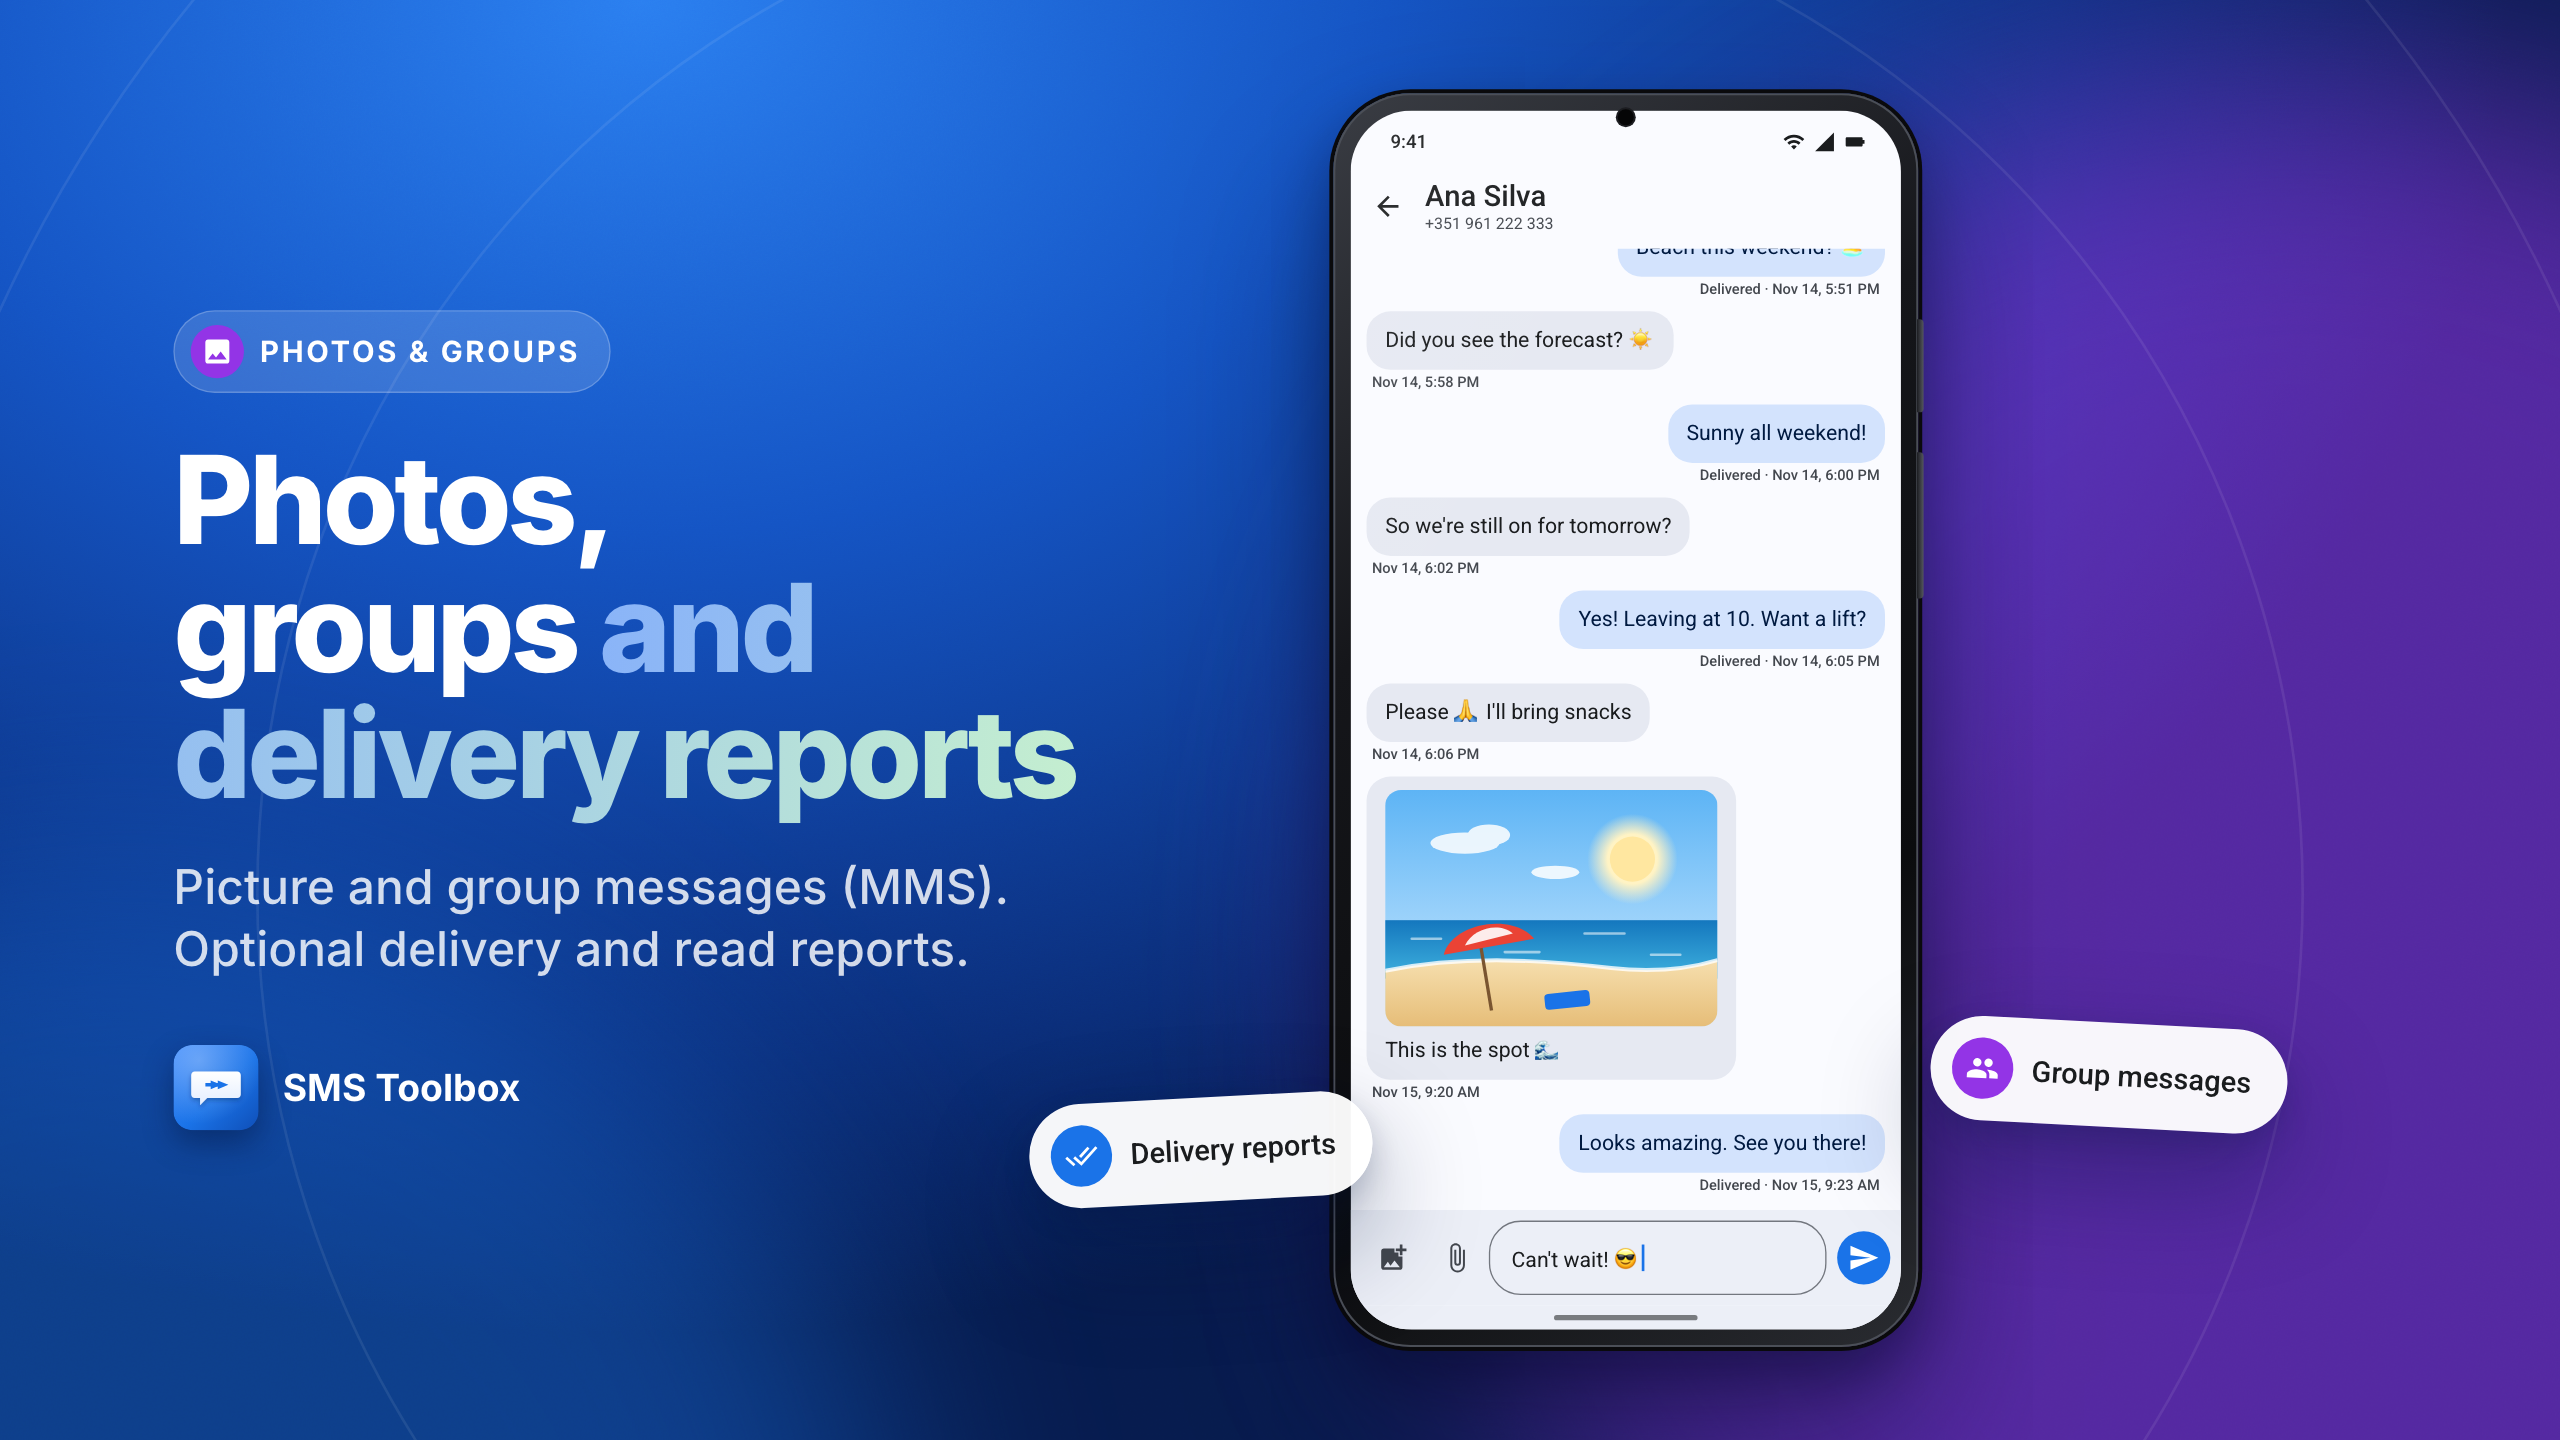 PHOTOS & GROUPS
Photos,
groups and
delivery reports
Picture and group messages (MMS).
Optional delivery and read reports.
SMS Toolbox
9:41
Ana Silva
+351 961 222 333
Beach this weekend?
Delivered · Nov 14, 5:51 PM
Did you see the forecast? ☀️
Nov 14, 5:58 PM
Sunny all weekend!
Delivered · Nov 14, 6:00 PM
So we're still on for tomorrow?
Nov 14, 6:02 PM
Yes! Leaving at 10. Want a lift?
Delivered · Nov 14, 6:05 PM
Please 🙏 I'll bring snacks
Nov 14, 6:06 PM
This is the spot 🌊
Nov 15, 9:20 AM
Looks amazing. See you there!
Delivered · Nov 15, 9:23 AM
Can't wait! 😎
Delivery reports
Group messages